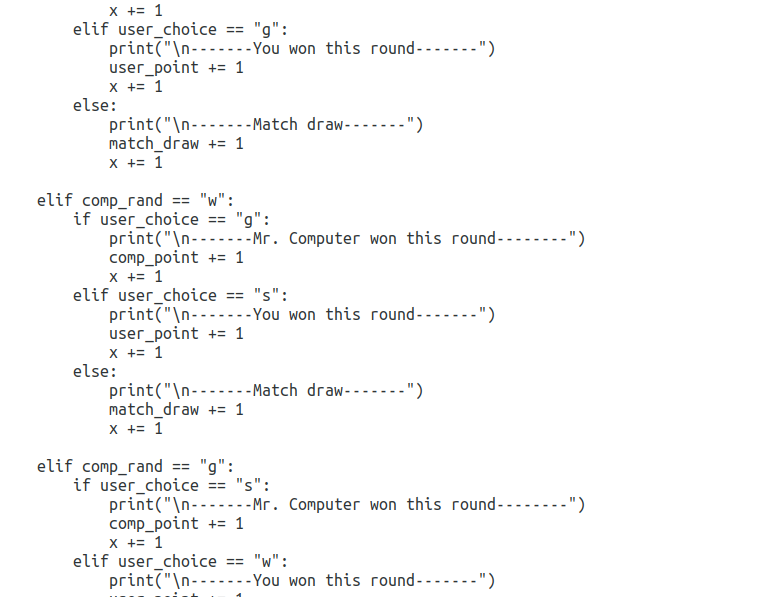 x += 1
elif user_choice == "g":
print("\n-------You won this round-------")
user_point += 1
x += 1
else:
print("\n-------Match draw-------")
match_draw += 1
x += 1
elif comp_rand == "w":
if user_choice == "g":
print("\n-------Mr. Computer won this round--------")
comp_point += 1
x += 1
elif user_choice == "s":
print("\n-------You won this round-------")
user_point += 1
x += 1
else:
print("\n-------Match draw-------")
match_draw += 1
x += 1
elif comp_rand == "g":
if user_choice == "s":
print("\n-------Mr. Computer won this round--------")
comp_point += 1
x += 1
elif user_choice == "w":
print("\n-------You won this round-------")